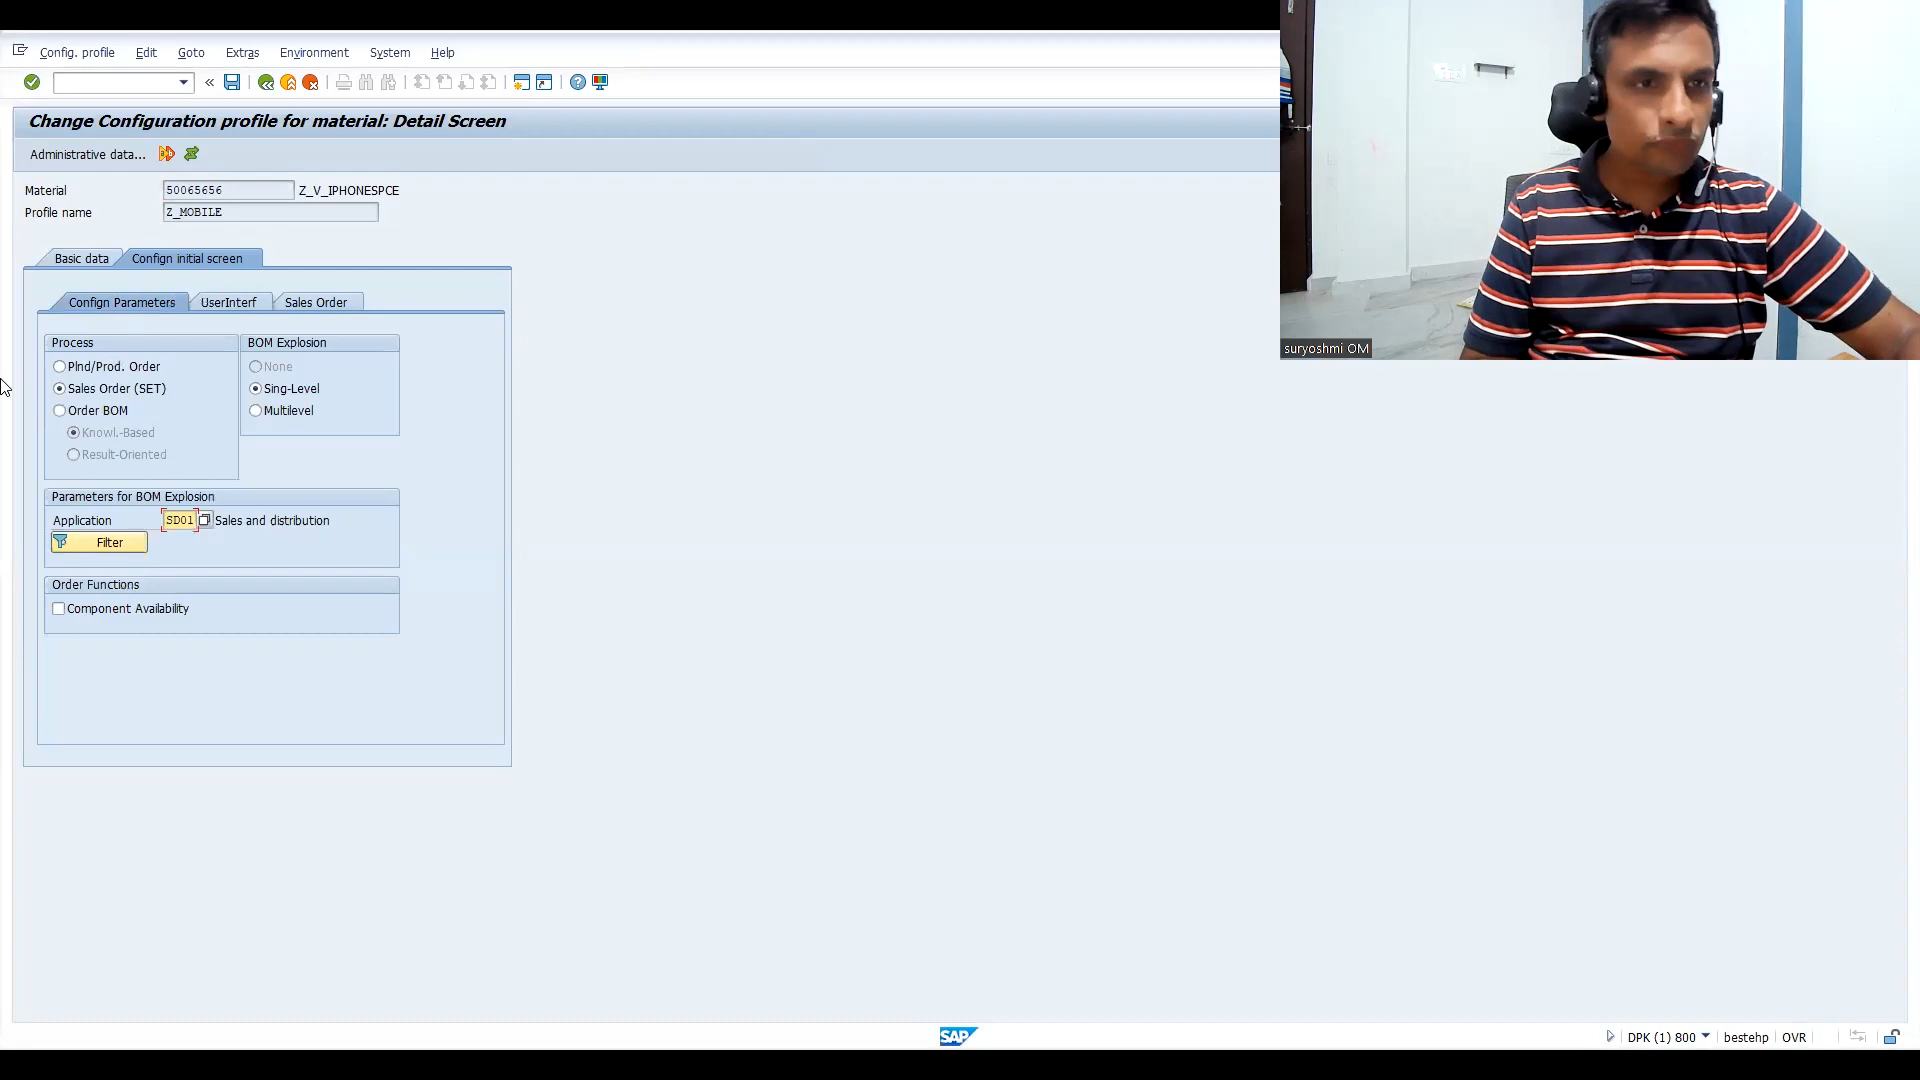 Config. profile Edit Goto Extras Environment System Help
Change Configuration profile for material: Detail Screen
Administrative data...
Material 50065656 Z_V_IPHONESPCE
Profile name Z_MOBILE
Basic data Confign initial screen
Confign Parameters UserInterf Sales Order
Process BOM Explosion
Plnd/Prod. Order None
Sales Order (SET) Sing-Level
Order BOM Multilevel
Knowl.-Based
Result-Oriented
Parameters for BOM Explosion
Application SD01 Sales and distribution
Filter
Order Functions
Component Availability
suryoshmi OM
SAP
DPK (1) 800 bestehp OVR